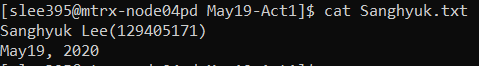 [slee395@mtrx-node04pd May19-Act1]$ cat Sanghyuk.txt
Sanghyuk Lee(129405171)
May19, 2020